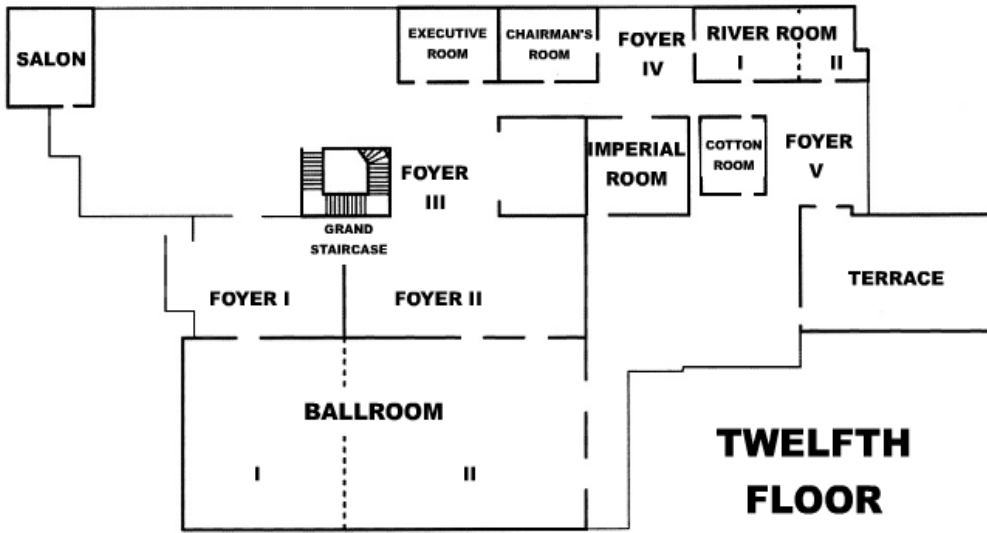 SALON
EXECUTIVE
ROOM
CHAIRMAN'S
ROOM
FOYER
IV
RIVER ROOM
I
II
IMPERIAL
ROOM
COTTON
ROOM
FOYER
V
FOYER
III
GRAND
STAIRCASE
FOYER I
FOYER II
TERRACE
BALLROOM
I
II
TWELFTH
FLOOR